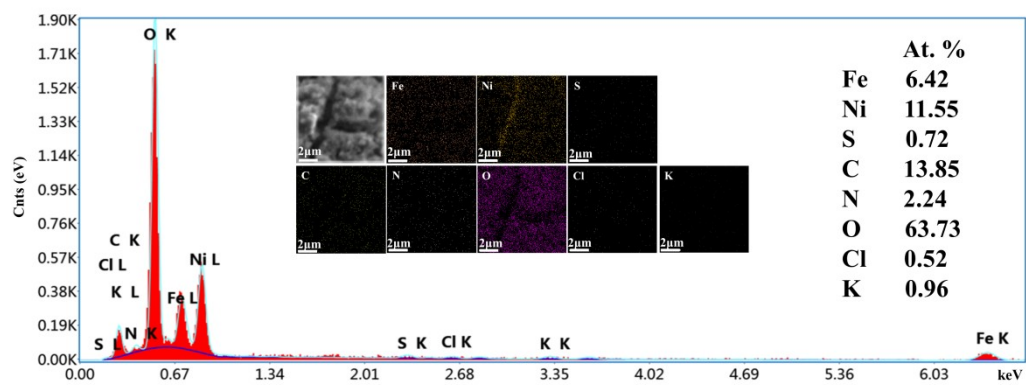 1.90K
1.71K
1.52K
1.33K
1.14K
0.95K
0.76K
0.57K
0.38K
0.19K
0.00K
Cnts (eV)
O K
C K
Cl L
K L
N K
S L
Fe L
Ni L
S K
Cl K
K K
Fe K
0.00 0.67 1.34 2.01 2.68 3.35 4.02 4.69 5.36 6.03 keV
2μm
Fe 2μm
Ni 2μm
S 2μm
C 2μm
N 2μm
O 2μm
Cl 2μm
K 2μm
At. %
Fe 6.42
Ni 11.55
S 0.72
C 13.85
N 2.24
O 63.73
Cl 0.52
K 0.96